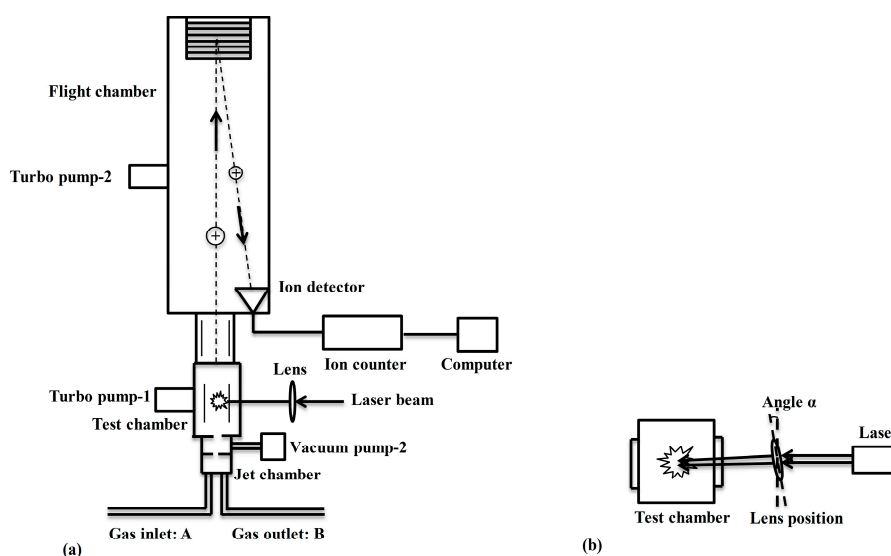 Flight chamber
Turbo pump-2
+
+
Ion detector
Ion counter
Computer
Lens
Laser beam
Turbo pump-1
Test chamber
Vacuum pump-2
Jet chamber
Gas inlet: A
Gas outlet: B
(a)
Angle α
Lase
Test chamber
Lens position
(b)